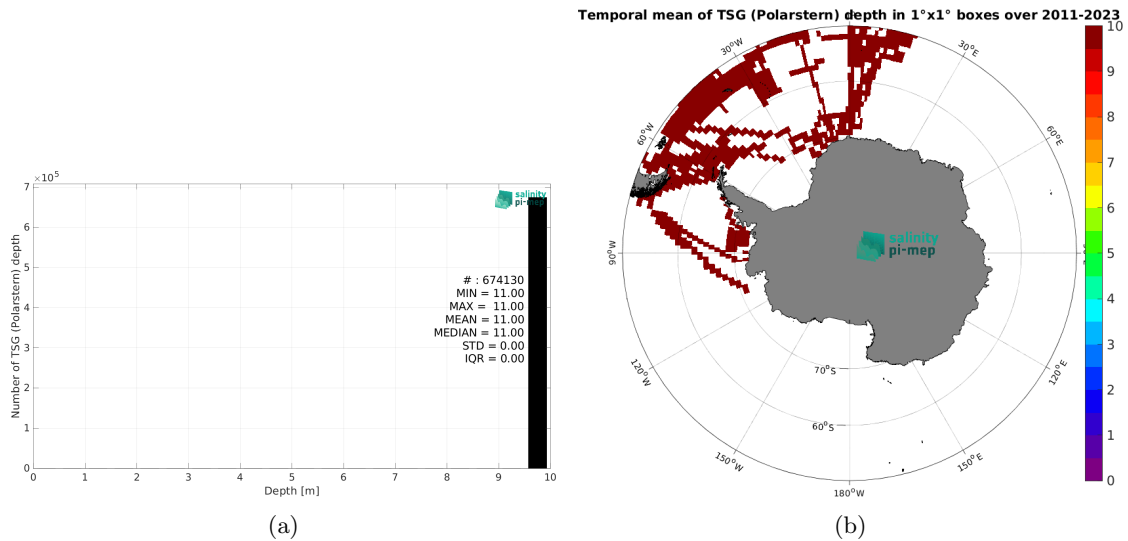 ×10⁵
7
6
5
4
3
2
1
0
Number of TSG (Polarstern) depth
salinity
pi-mep
# : 674130
MIN = 11.00
MAX = 11.00
MEAN = 11.00
MEDIAN = 11.00
STD = 0.00
IQR = 0.00
0 1 2 3 4 5 6 7 8 9 10
Depth [m]
(a)
Temporal mean of TSG (Polarstern) depth in 1°x1° boxes over 2011-2023
30°W
30°E
60°W
60°E
90°W
salinity
pi-mep
120°W
120°E
70°S
60°S
150°W
150°E
180°W
10
9
8
7
6
5
4
3
2
1
0
(b)